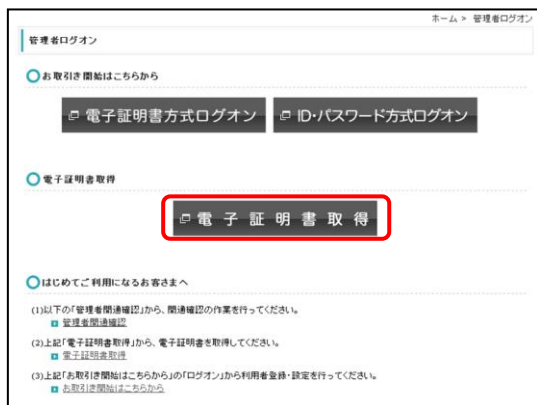 ホーム > 管理者ログオン
管理者ログオン
お取引き開始はこちらから
電子証明書方式ログオン
ID・パスワード方式ログオン
電子証明書取得
電子証明書取得
はじめてご利用になるお客さまへ
(1)以下の「管理者開通確認」から、開通確認の作業を行ってください。
管理者開通確認
(2)上記「電子証明書取得」から、電子証明書を取得してください。
電子証明書取得
(3)上記「お取引き開始はこちらから」の「ログオン」から利用者登録・設定を行ってください。
お取引き開始はこちらから